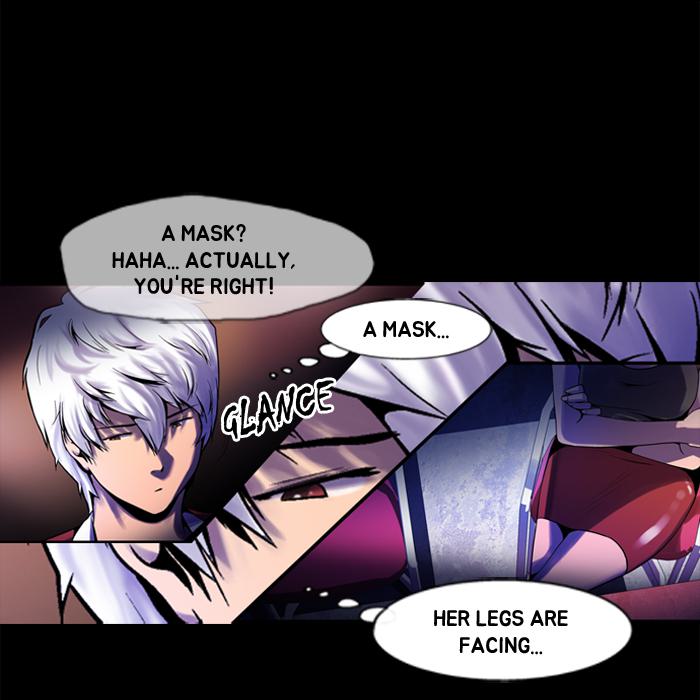 A MASK?
HAHA... ACTUALLY,
YOU'RE RIGHT!
A MASK...
GLANCE
HER LEGS ARE
FACING...